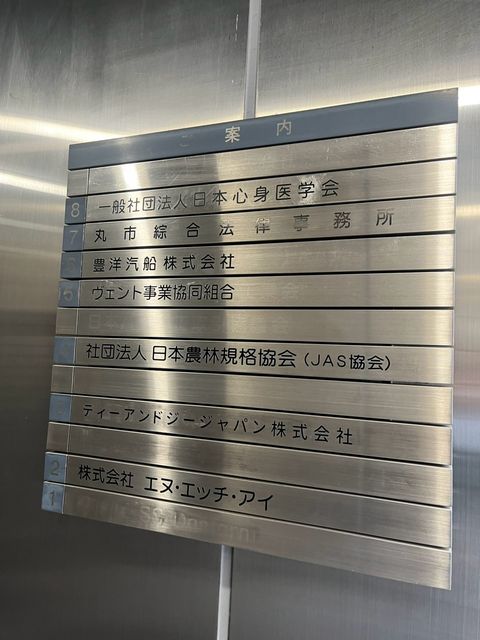 ご案内
8 一般社団法人日本心身医学会
7 丸市綜合法律事務所
6 豊洋汽船株式会社
5 ヴェント事業協同組合
4 社団法人 日本農林規格協会 (JAS協会)
3 ティーアンドジージャパン株式会社
2 株式会社 エヌ・エッチ・アイ
1